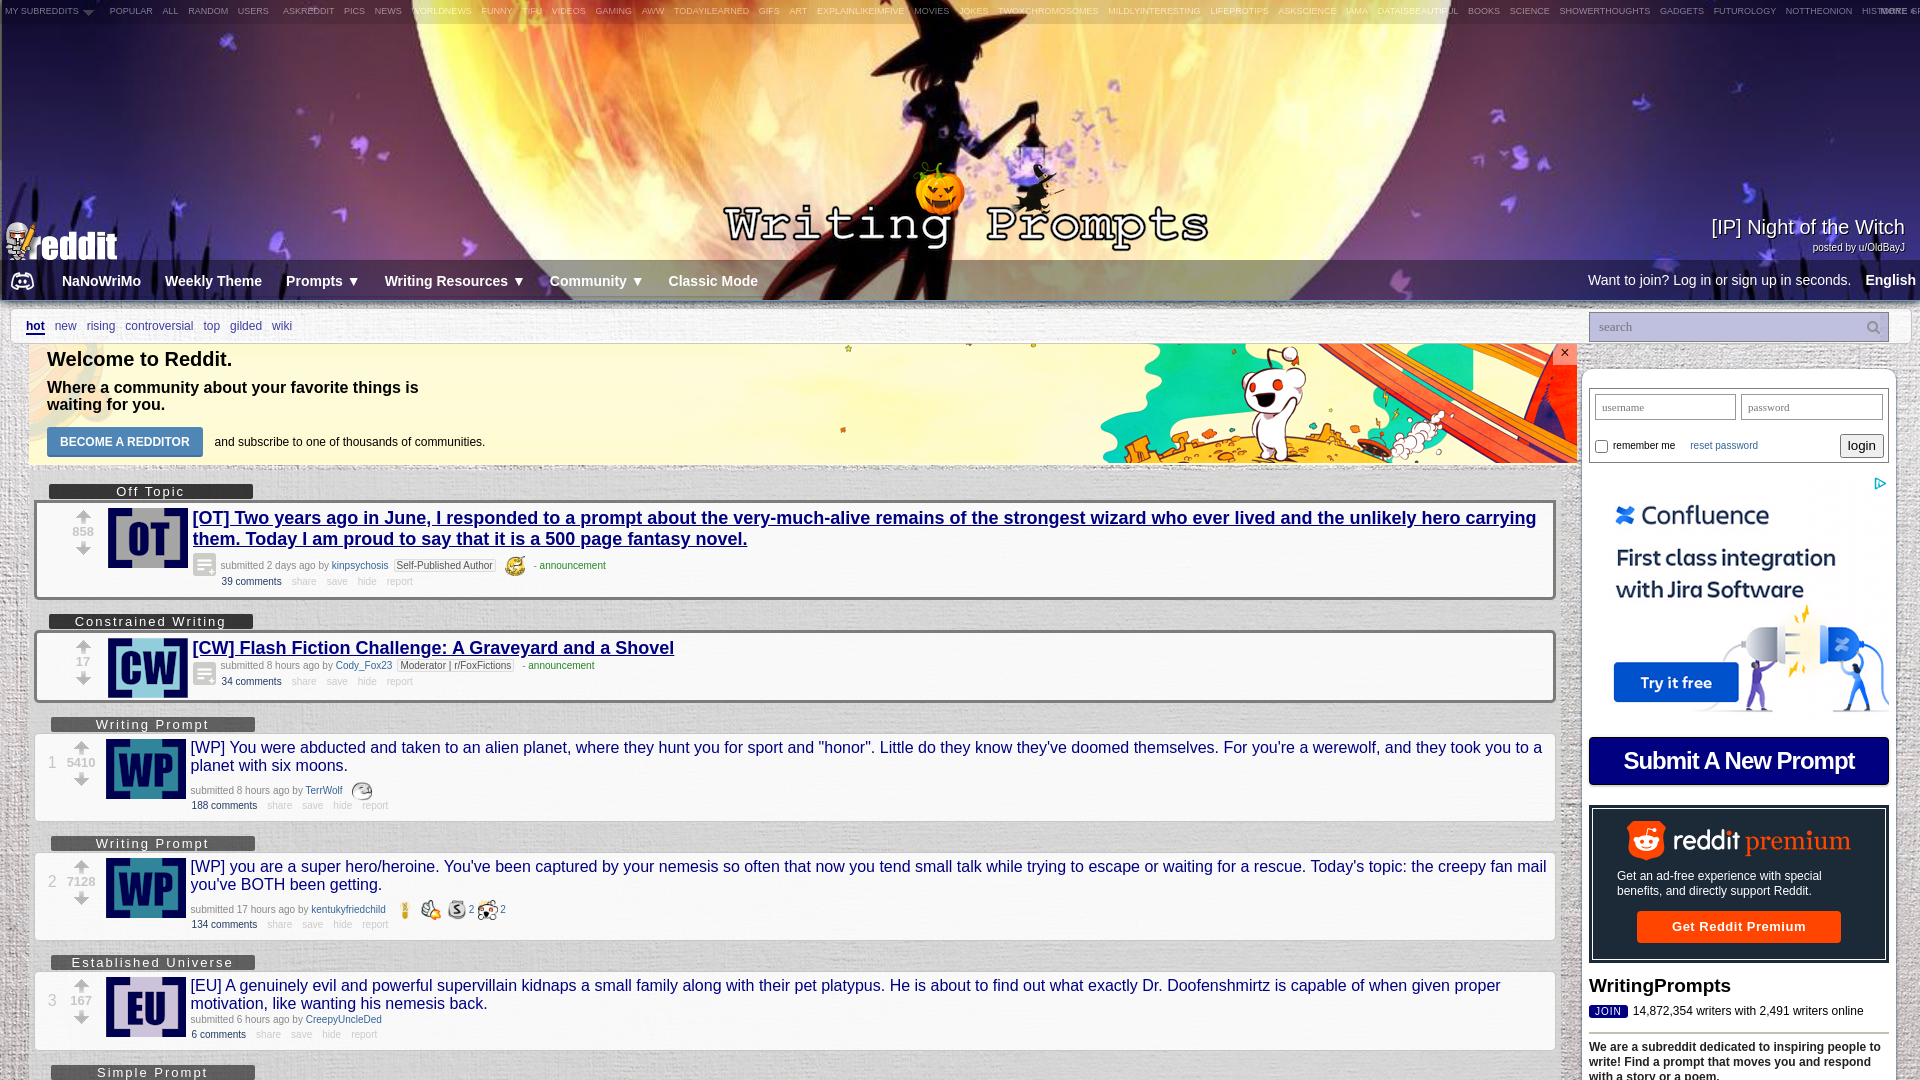 MY SUBREDDITS POPULAR ALL RANDOM USERS ASKREDDIT PICS NEWS WORLDNEWS FUNNY TIFU VIDEOS GAMING AWW TODAYILEARNED GIFS ART EXPLAINLIKEIMFIVE MOVIES JOKES TWOXCHROMOSOMES MILDLYINTERESTING LIFEPROTIPS ASKSCIENCE IAMA DATAISBEAUTIFUL BOOKS SCIENCE SHOWERTHOUGHTS GADGETS FUTUROLOGY NOTTHEONION MORE »
Writing Prompts
[IP] Night of the Witch
posted by u/OldBayJ
reddit
NaNoWriMo Weekly Theme Prompts ▼ Writing Resources ▼ Community ▼ Classic Mode
Want to join? Log in or sign up in seconds. English
hot new rising controversial top gilded wiki
search
Welcome to Reddit.
Where a community about your favorite things is
waiting for you.
BECOME A REDDITOR and subscribe to one of thousands of communities.
×
username password
remember me reset password login
Off Topic
858
OT
[OT] Two years ago in June, I responded to a prompt about the very-much-alive remains of the strongest wizard who ever lived and the unlikely hero carrying
them. Today I am proud to say that it is a 500 page fantasy novel.
submitted 2 days ago by kinpsychosis Self-Published Author - announcement
39 comments share save hide report
Constrained Writing
17
CW
[CW] Flash Fiction Challenge: A Graveyard and a Shovel
submitted 8 hours ago by Cody_Fox23 Moderator | r/FoxFictions - announcement
34 comments share save hide report
Writing Prompt
1
5410
WP
[WP] You were abducted and taken to an alien planet, where they hunt you for sport and "honor". Little do they know they've doomed themselves. For you're a werewolf, and they took you to a
planet with six moons.
submitted 8 hours ago by TerrWolf
188 comments share save hide report
Writing Prompt
2
7128
WP
[WP] you are a super hero/heroine. You've been captured by your nemesis so often that now you tend small talk while trying to escape or waiting for a rescue. Today's topic: the creepy fan mail
you've BOTH been getting.
submitted 17 hours ago by kentukyfriedchild S 2 2
134 comments share save hide report
Established Universe
3
167
EU
[EU] A genuinely evil and powerful supervillain kidnaps a small family along with their pet platypus. He is about to find out what exactly Dr. Doofenshmirtz is capable of when given proper
motivation, like wanting his nemesis back.
submitted 6 hours ago by CreepyUncleDed
6 comments share save hide report
Simple Prompt
Confluence
First class integration
with Jira Software
Try it free
Submit A New Prompt
reddit premium
Get an ad-free experience with special
benefits, and directly support Reddit.
Get Reddit Premium
WritingPrompts
JOIN 14,872,354 writers with 2,491 writers online
We are a subreddit dedicated to inspiring people to
write! Find a prompt that moves you and respond
with a story or a poem.